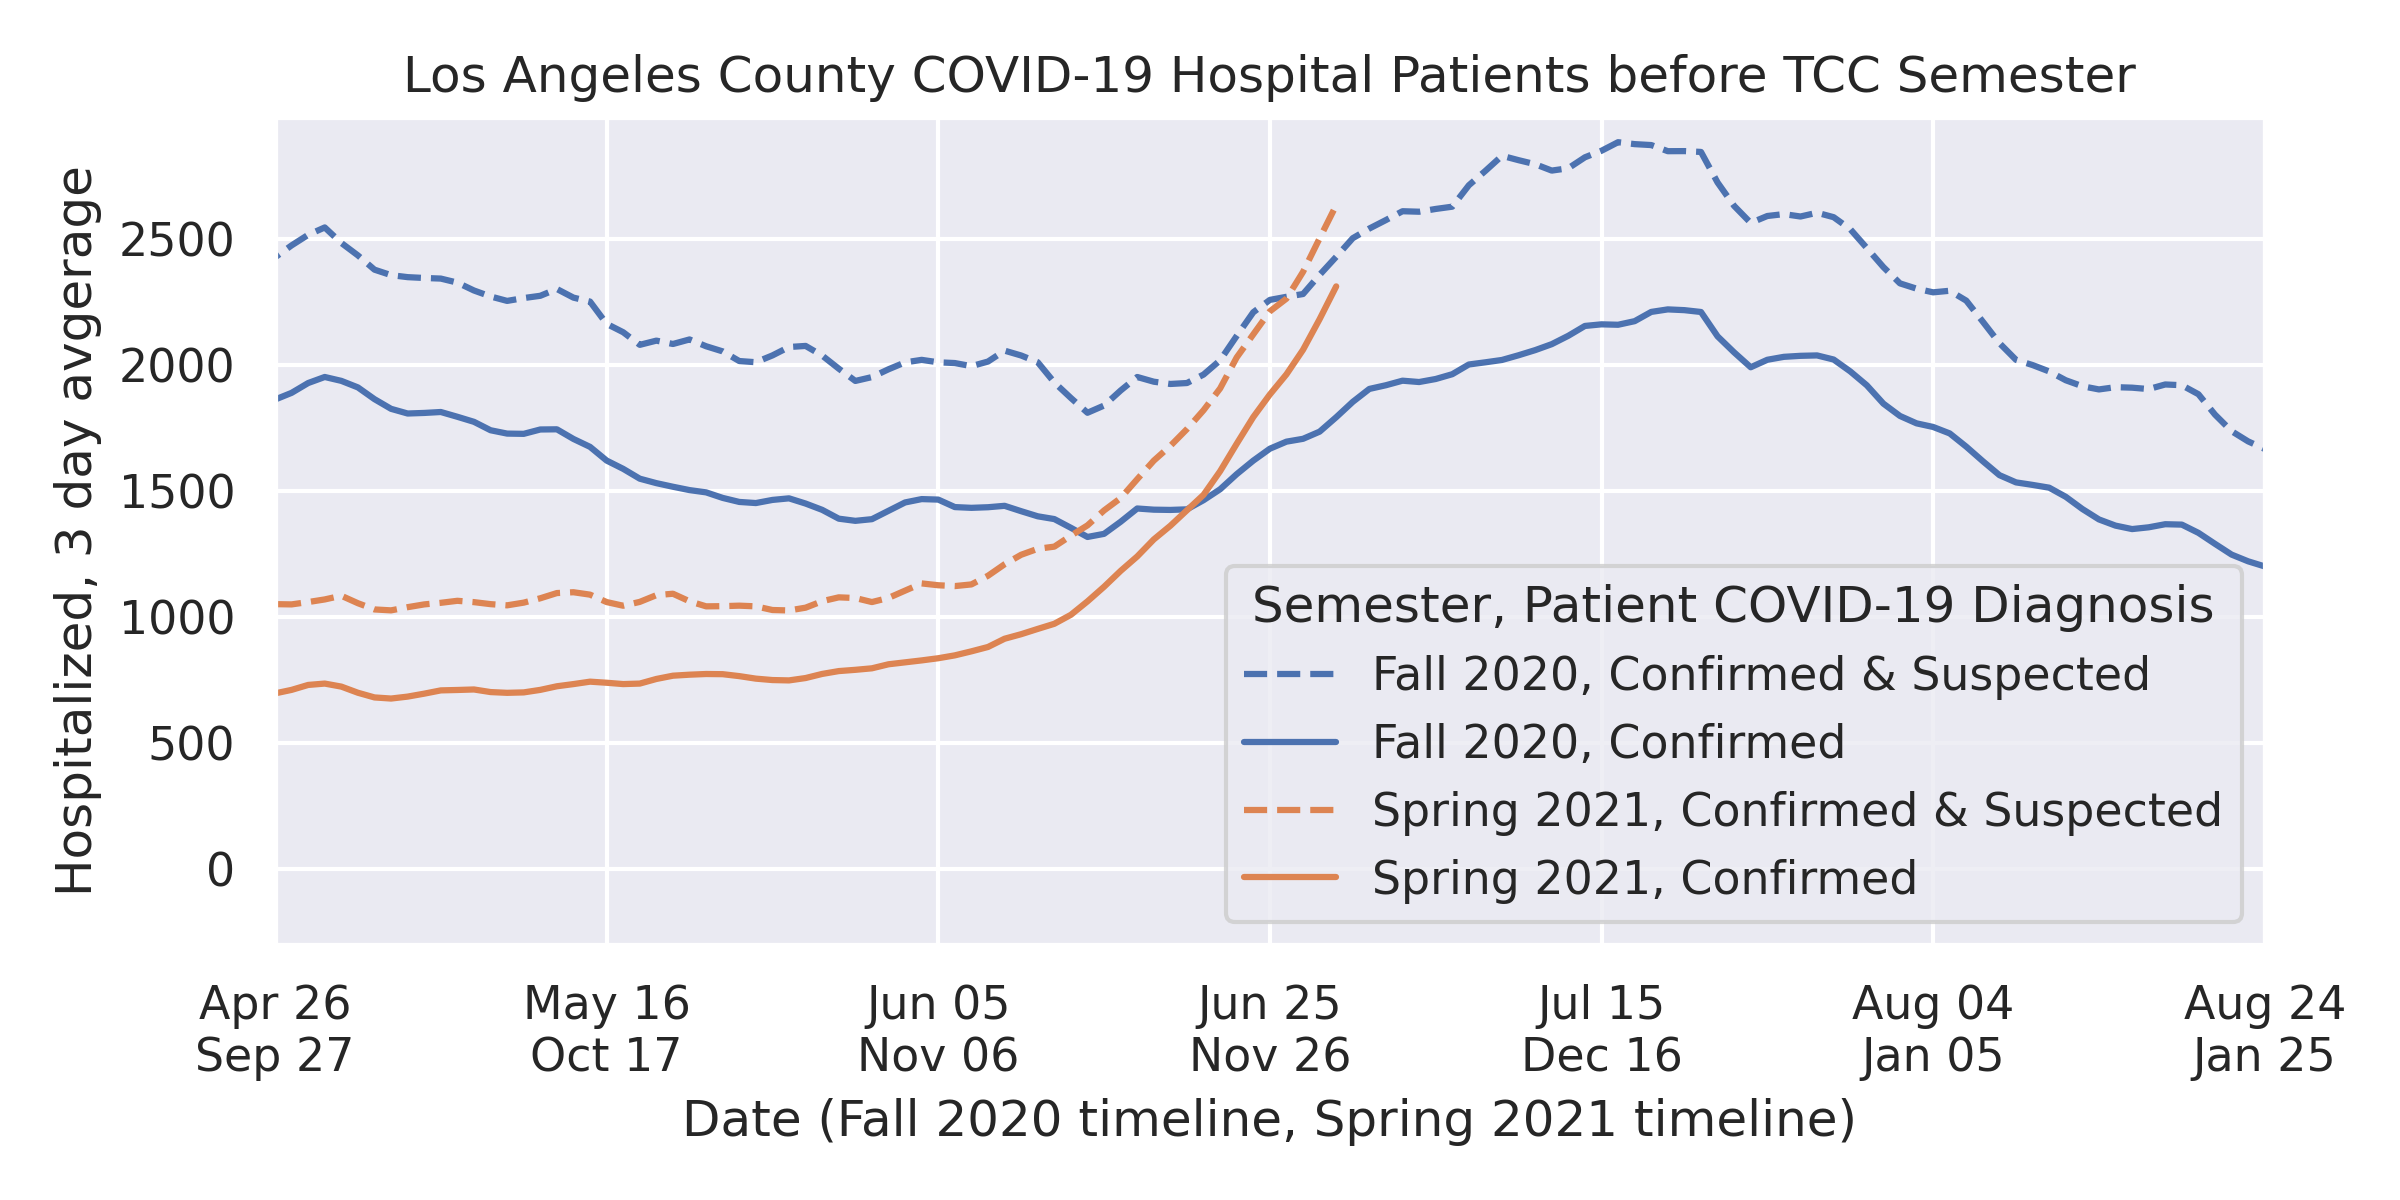 Los Angeles County COVID-19 Hospital Patients before TCC Semester
Hospitalized, 3 day avgerage
2500
2000
1500
1000
500
0
Semester, Patient COVID-19 Diagnosis
Fall 2020, Confirmed & Suspected
Fall 2020, Confirmed
Spring 2021, Confirmed & Suspected
Spring 2021, Confirmed
Apr 26 May 16 Jun 05 Jun 25 Jul 15 Aug 04 Aug 24
Sep 27 Oct 17 Nov 06 Nov 26 Dec 16 Jan 05 Jan 25
Date (Fall 2020 timeline, Spring 2021 timeline)